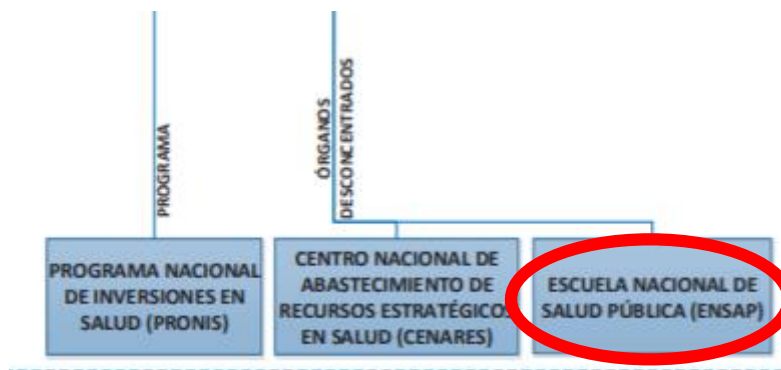 PROGRAMA
ÓRGANOS
DESCONCENTRADOS
PROGRAMA NACIONAL
DE INVERSIONES EN
SALUD (PRONIS)
CENTRO NACIONAL DE
ABASTECIMIENTO DE
RECURSOS ESTRATÉGICOS
EN SALUD (CENARES)
ESCUELA NACIONAL DE
SALUD PÚBLICA (ENSAP)